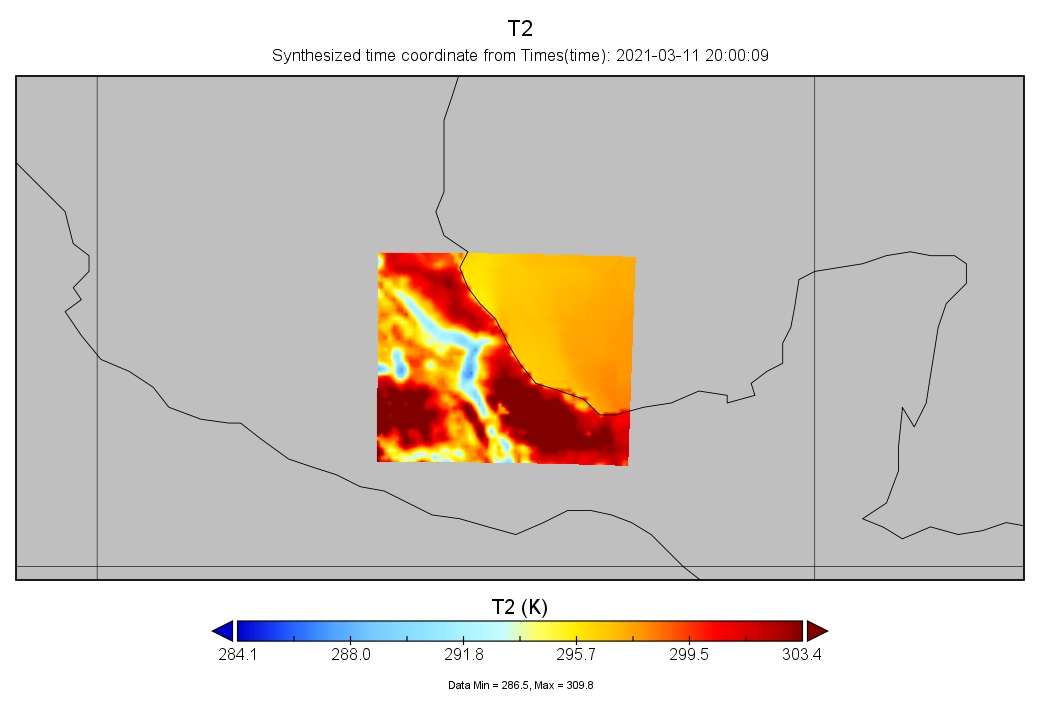 T2
Synthesized time coordinate from Times(time): 2021-03-11 20:00:09
T2 (K)
284.1 288.0 291.8 295.7 299.5 303.4
Data Min = 286.5, Max = 309.8